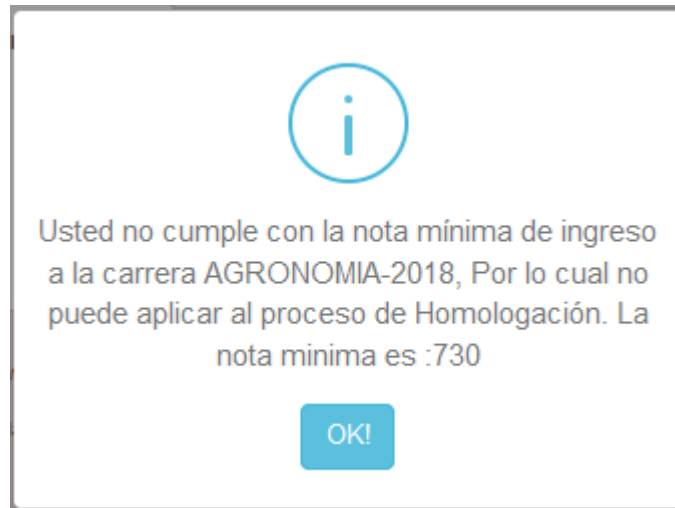 Usted no cumple con la nota mínima de ingreso
a la carrera AGRONOMIA-2018, Por lo cual no
puede aplicar al proceso de Homologación. La
nota minima es :730
OK!